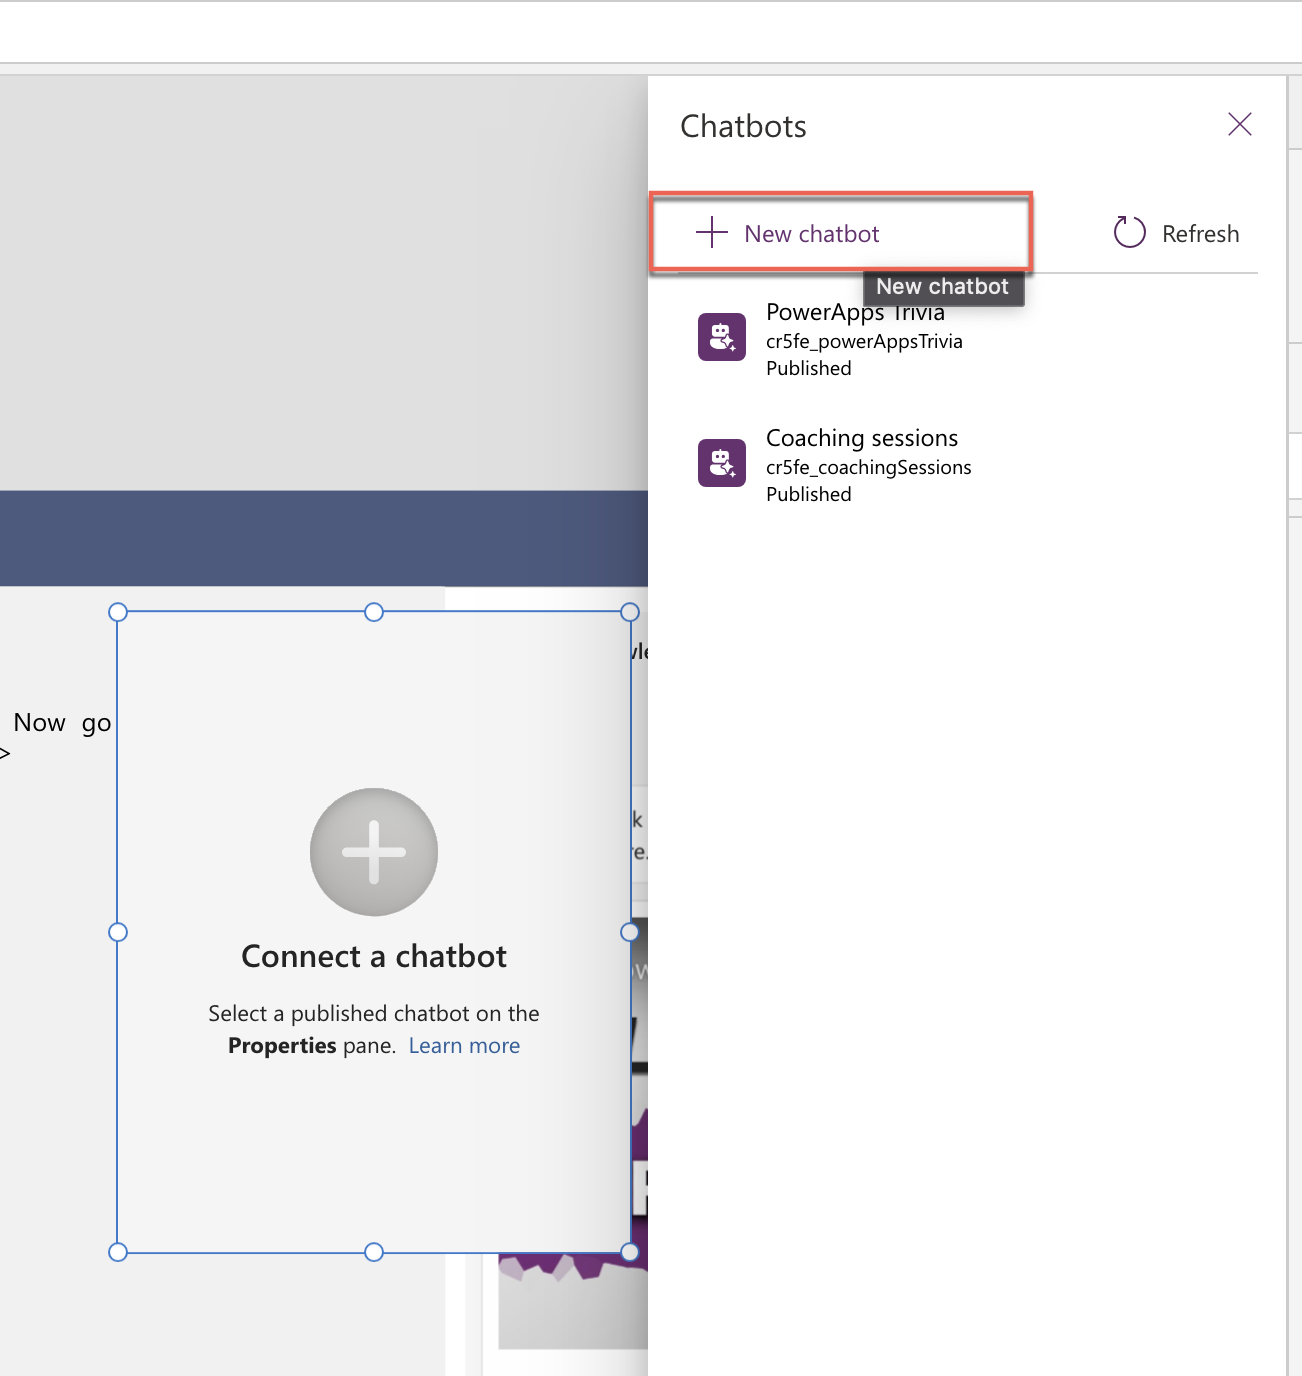 Chatbots
New chatbot
Refresh
New chatbot
PowerApps Trivia
cr5fe_powerAppsTrivia
Published
Coaching sessions
cr5fe_coachingSessions
Published
Now go
>
Connect a chatbot
Select a published chatbot on the
Properties pane. Learn more